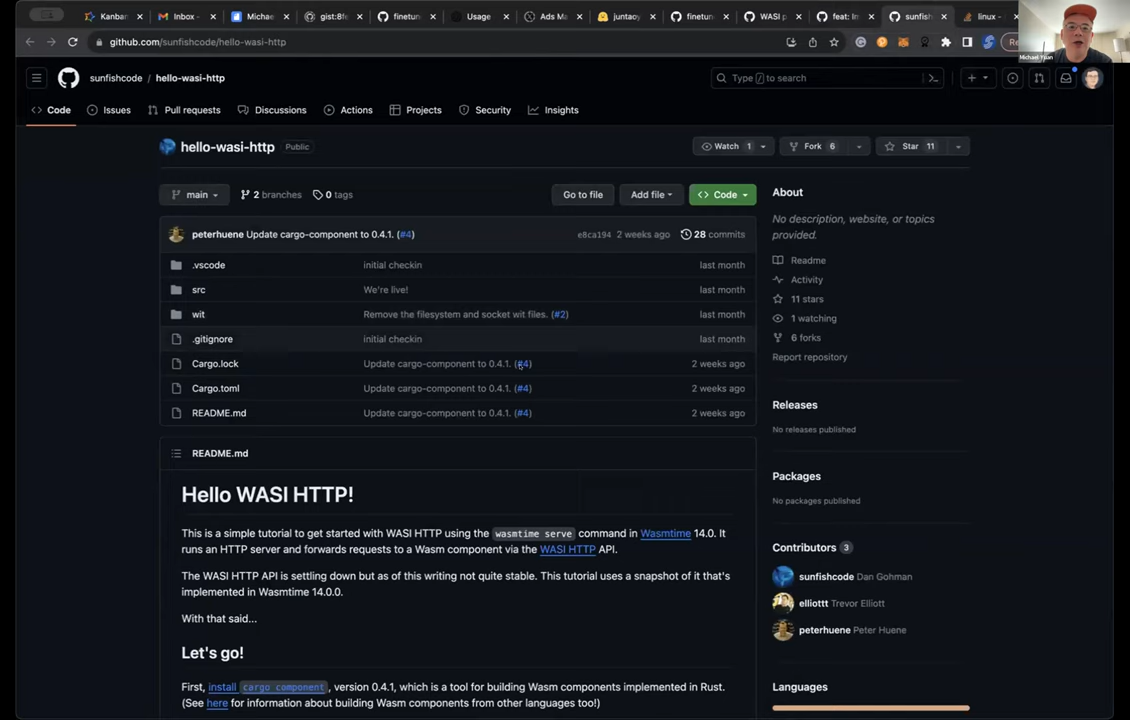 Kanban
Inbox -
Michae
gist:8fe
finetun
Usage
Ads Ma
juntaoy
finetun
WASI p
feat: Im
sunfish
linux -
github.com/sunfishcode/hello-wasi-http
Re
Michael Yuan
sunfishcode / hello-wasi-http
Type / to search
Code
Issues
Pull requests
Discussions
Actions
Projects
Security
Insights
hello-wasi-http Public
Watch 1
Fork 6
Star 11
main
2 branches
0 tags
Go to file
Add file
Code
peterhuene Update cargo-component to 0.4.1. (#4)
e8ca194 2 weeks ago
28 commits
.vscode initial checkin last month
src We're live! last month
wit Remove the filesystem and socket wit files. (#2) last month
.gitignore initial checkin last month
Cargo.lock Update cargo-component to 0.4.1. (#4) 2 weeks ago
Cargo.toml Update cargo-component to 0.4.1. (#4) 2 weeks ago
README.md Update cargo-component to 0.4.1. (#4) 2 weeks ago
README.md
Hello WASI HTTP!
This is a simple tutorial to get started with WASI HTTP using the wasmtime serve command in Wasmtime 14.0. It
runs an HTTP server and forwards requests to a Wasm component via the WASI HTTP API.
The WASI HTTP API is settling down but as of this writing not quite stable. This tutorial uses a snapshot of it that's
implemented in Wasmtime 14.0.0.
With that said...
Let's go!
First, install cargo component, version 0.4.1, which is a tool for building Wasm components implemented in Rust.
(See here for information about building Wasm components from other languages too!)
About
No description, website, or topics
provided.
Readme
Activity
11 stars
1 watching
6 forks
Report repository
Releases
No releases published
Packages
No packages published
Contributors 3
sunfishcode Dan Gohman
elliottt Trevor Elliott
peterhuene Peter Huene
Languages